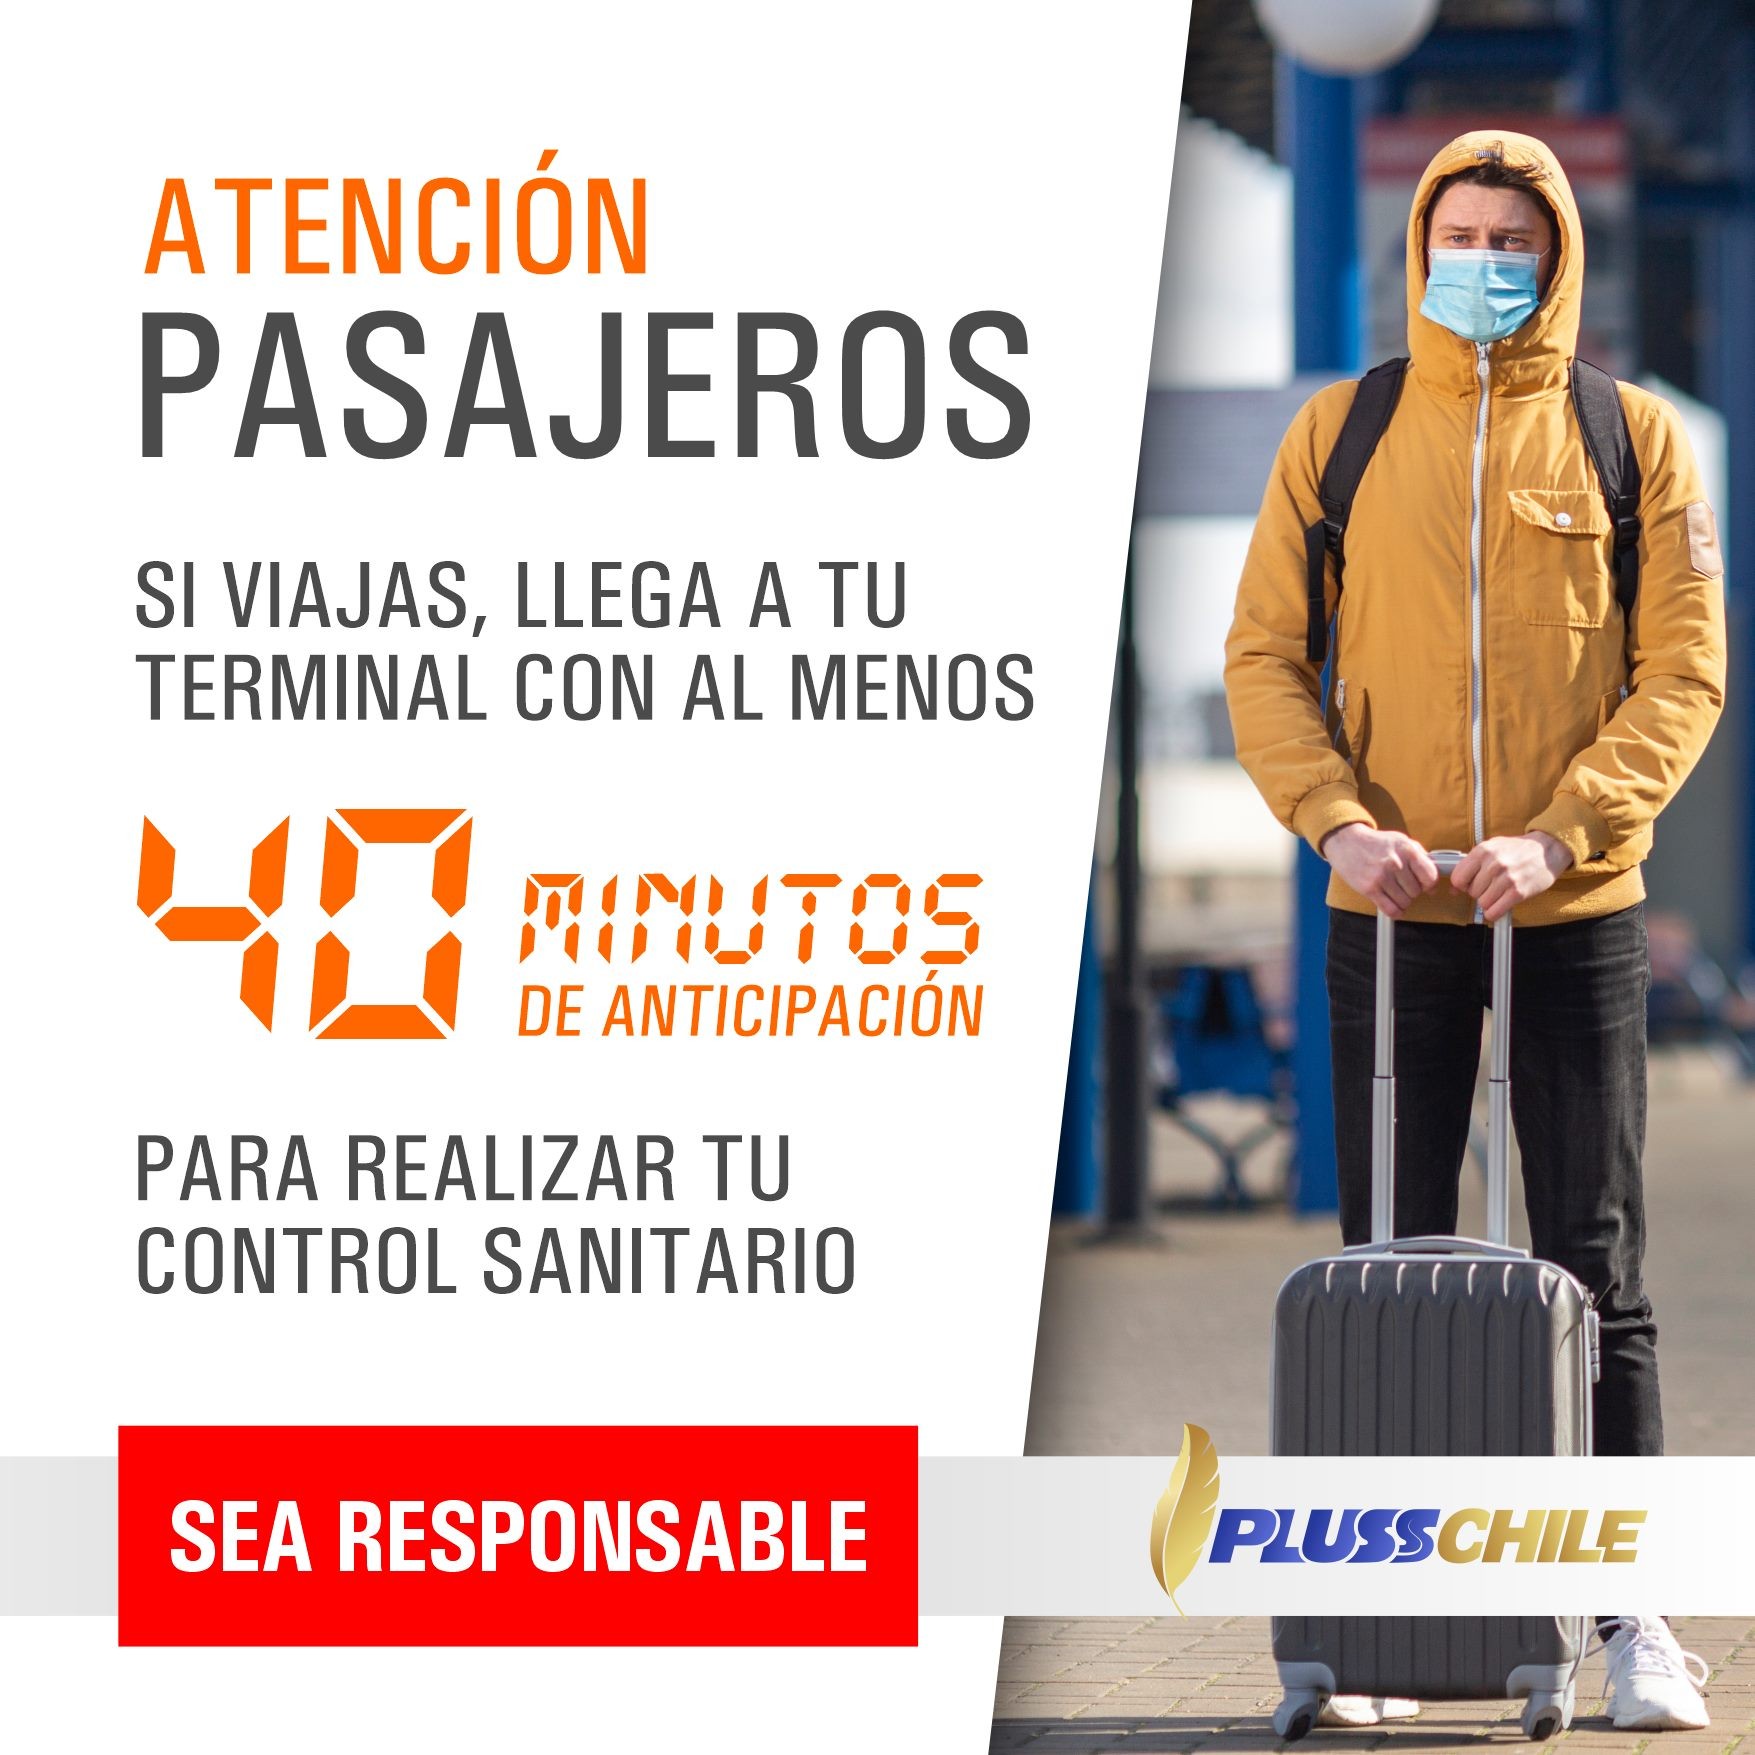 ATENCIÓN
PASAJEROS
SI VIAJAS, LLEGA A TU
TERMINAL CON AL MENOS
40 MINUTOS
DE ANTICIPACIÓN
PARA REALIZAR TU
CONTROL SANITARIO
SEA RESPONSABLE
PLUSSCHILE